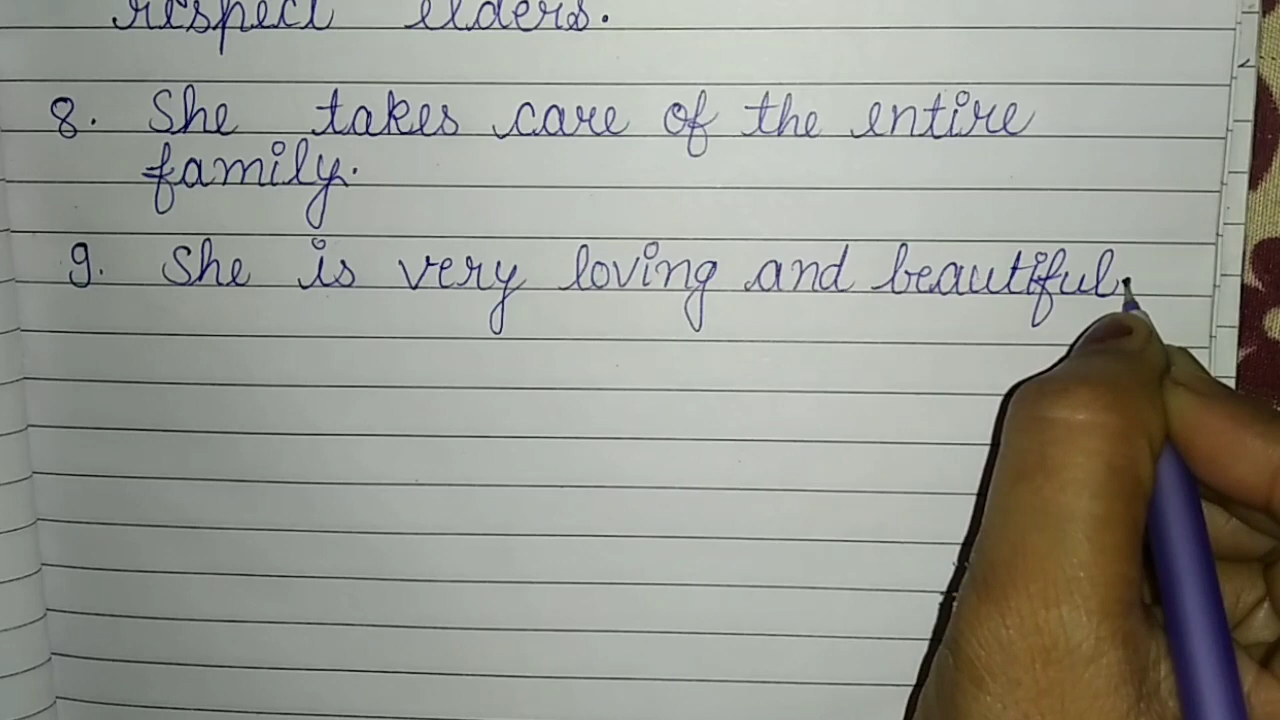 respect elders.
8. She takes care of the entire
family.
9. She is very loving and beautiful.